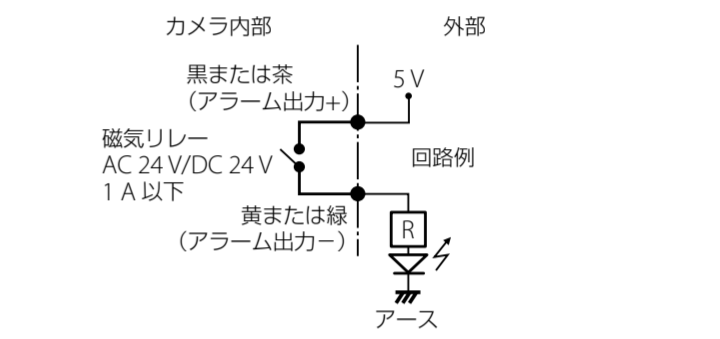 カメラ内部
外部
黒または茶
（アラーム出力+）
5 V
磁気リレー
AC 24 V/DC 24 V
1 A 以下
回路例
黄または緑
（アラーム出力－）
R
アース